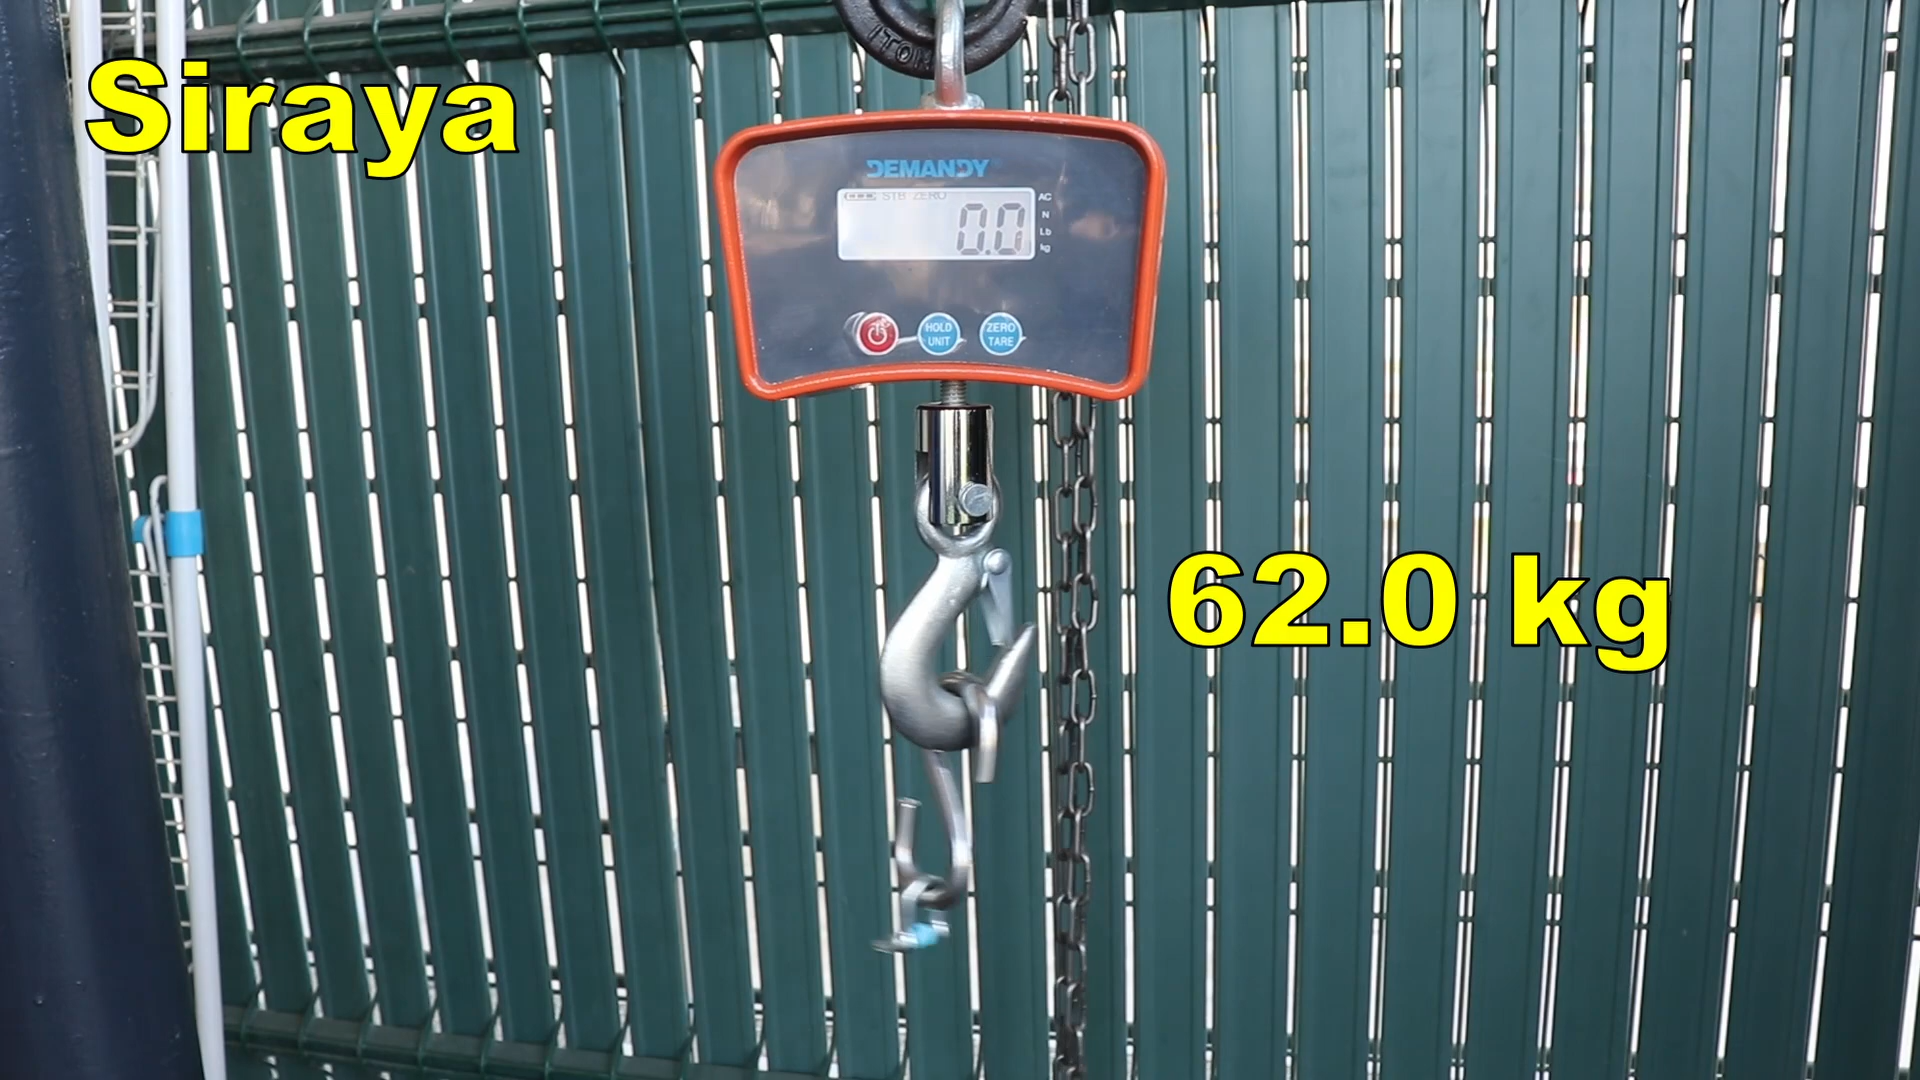 Siraya
DEMANDY
STB ZERO
0.0
AC
N
Lb
kg
HOLD
UNIT
ZERO
TARE
62.0 kg